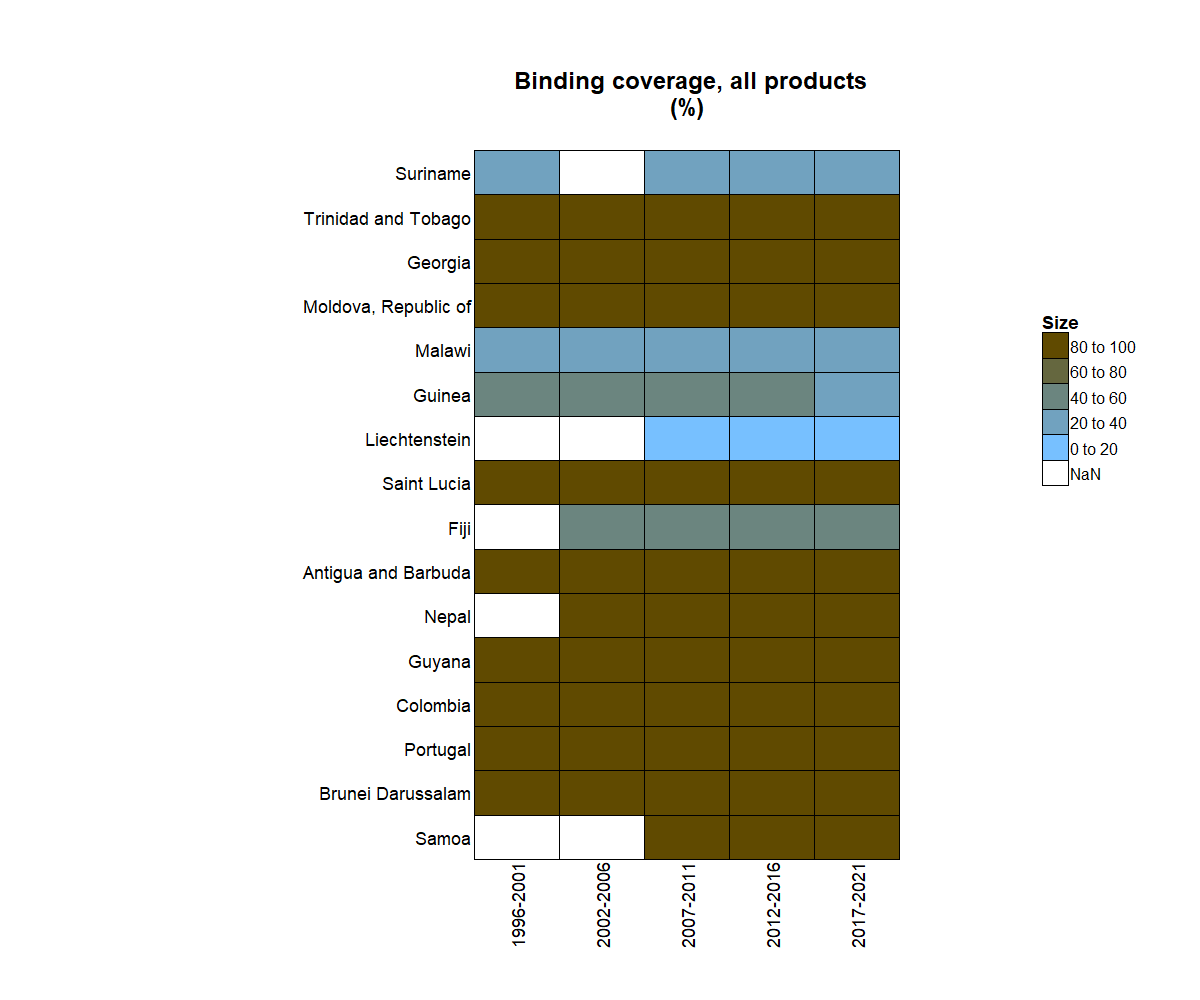 Binding coverage, all products
(%)
Suriname
Trinidad and Tobago
Georgia
Moldova, Republic of
Malawi
Guinea
Liechtenstein
Saint Lucia
Fiji
Antigua and Barbuda
Nepal
Guyana
Colombia
Portugal
Brunei Darussalam
Samoa
1996-2001
2002-2006
2007-2011
2012-2016
2017-2021
Size
80 to 100
60 to 80
40 to 60
20 to 40
0 to 20
NaN